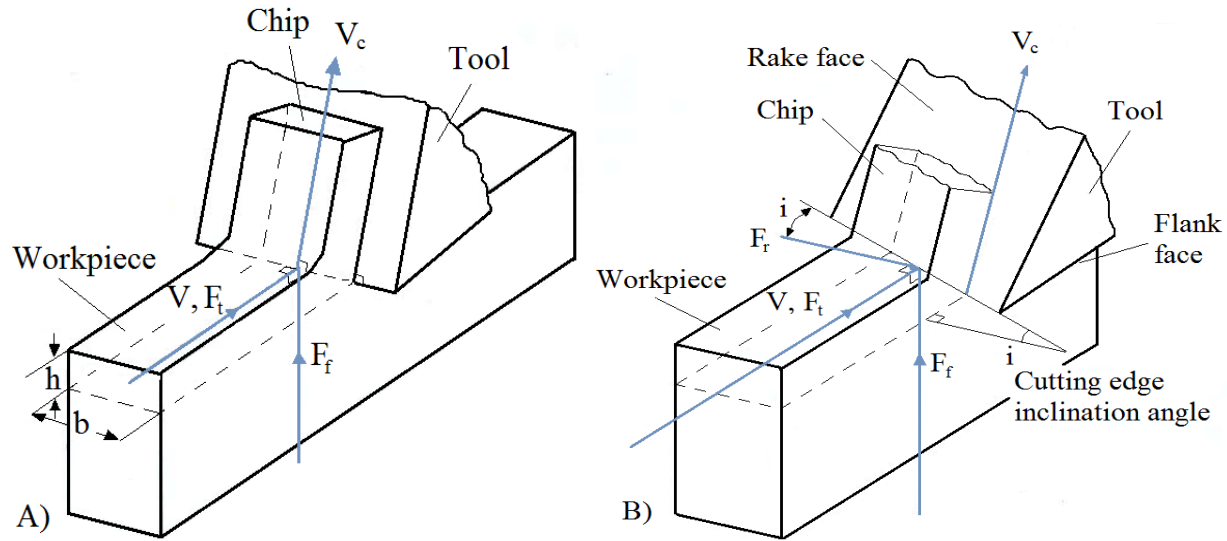 Chip
Vc
Tool
Workpiece
V, Ft
Ff
h
b
A)
Vc
Rake face
Chip
Tool
i
Fr
Flank
face
Workpiece
V, Ft
Ff
i
Cutting edge
inclination angle
B)